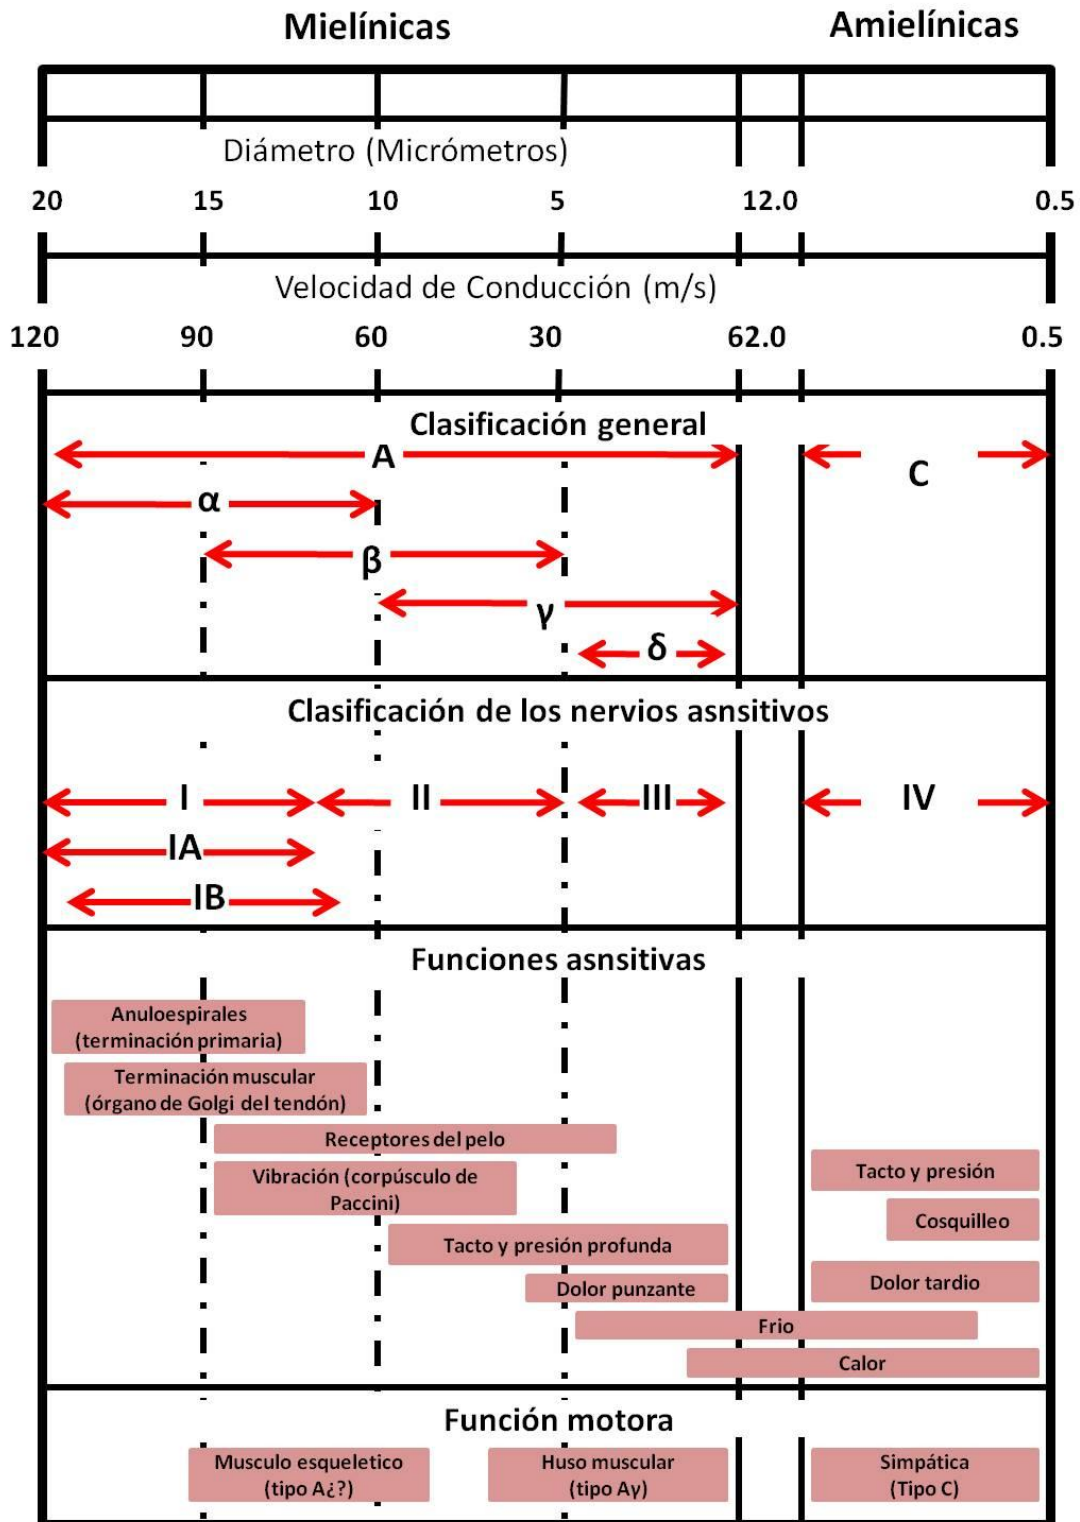 Mielínicas Amielínicas
Diámetro (Micrómetros)
20 15 10 5 12.0 0.5
Velocidad de Conducción (m/s)
120 90 60 30 62.0 0.5
Clasificación general
A
C
α
β
γ
δ
Clasificación de los nervios asnsitivos
I II III IV
IA
IB
Funciones asnsitivas
Anuloespirales
(terminación primaria)
Terminación muscular
(órgano de Golgi del tendón)
Receptores del pelo
Vibración (corpúsculo de
Paccini)
Tacto y presión
Cosquilleo
Tacto y presión profunda
Dolor punzante
Dolor tardio
Frio
Calor
Función motora
Musculo esqueletico
(tipo A¿?)
Huso muscular
(tipo Aγ)
Simpática
(Tipo C)